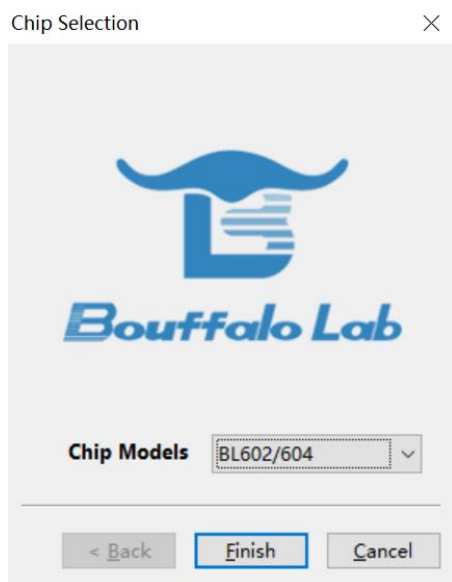 Chip Selection
Bouffalo Lab
Chip Models BL602/604
< Back Finish Cancel